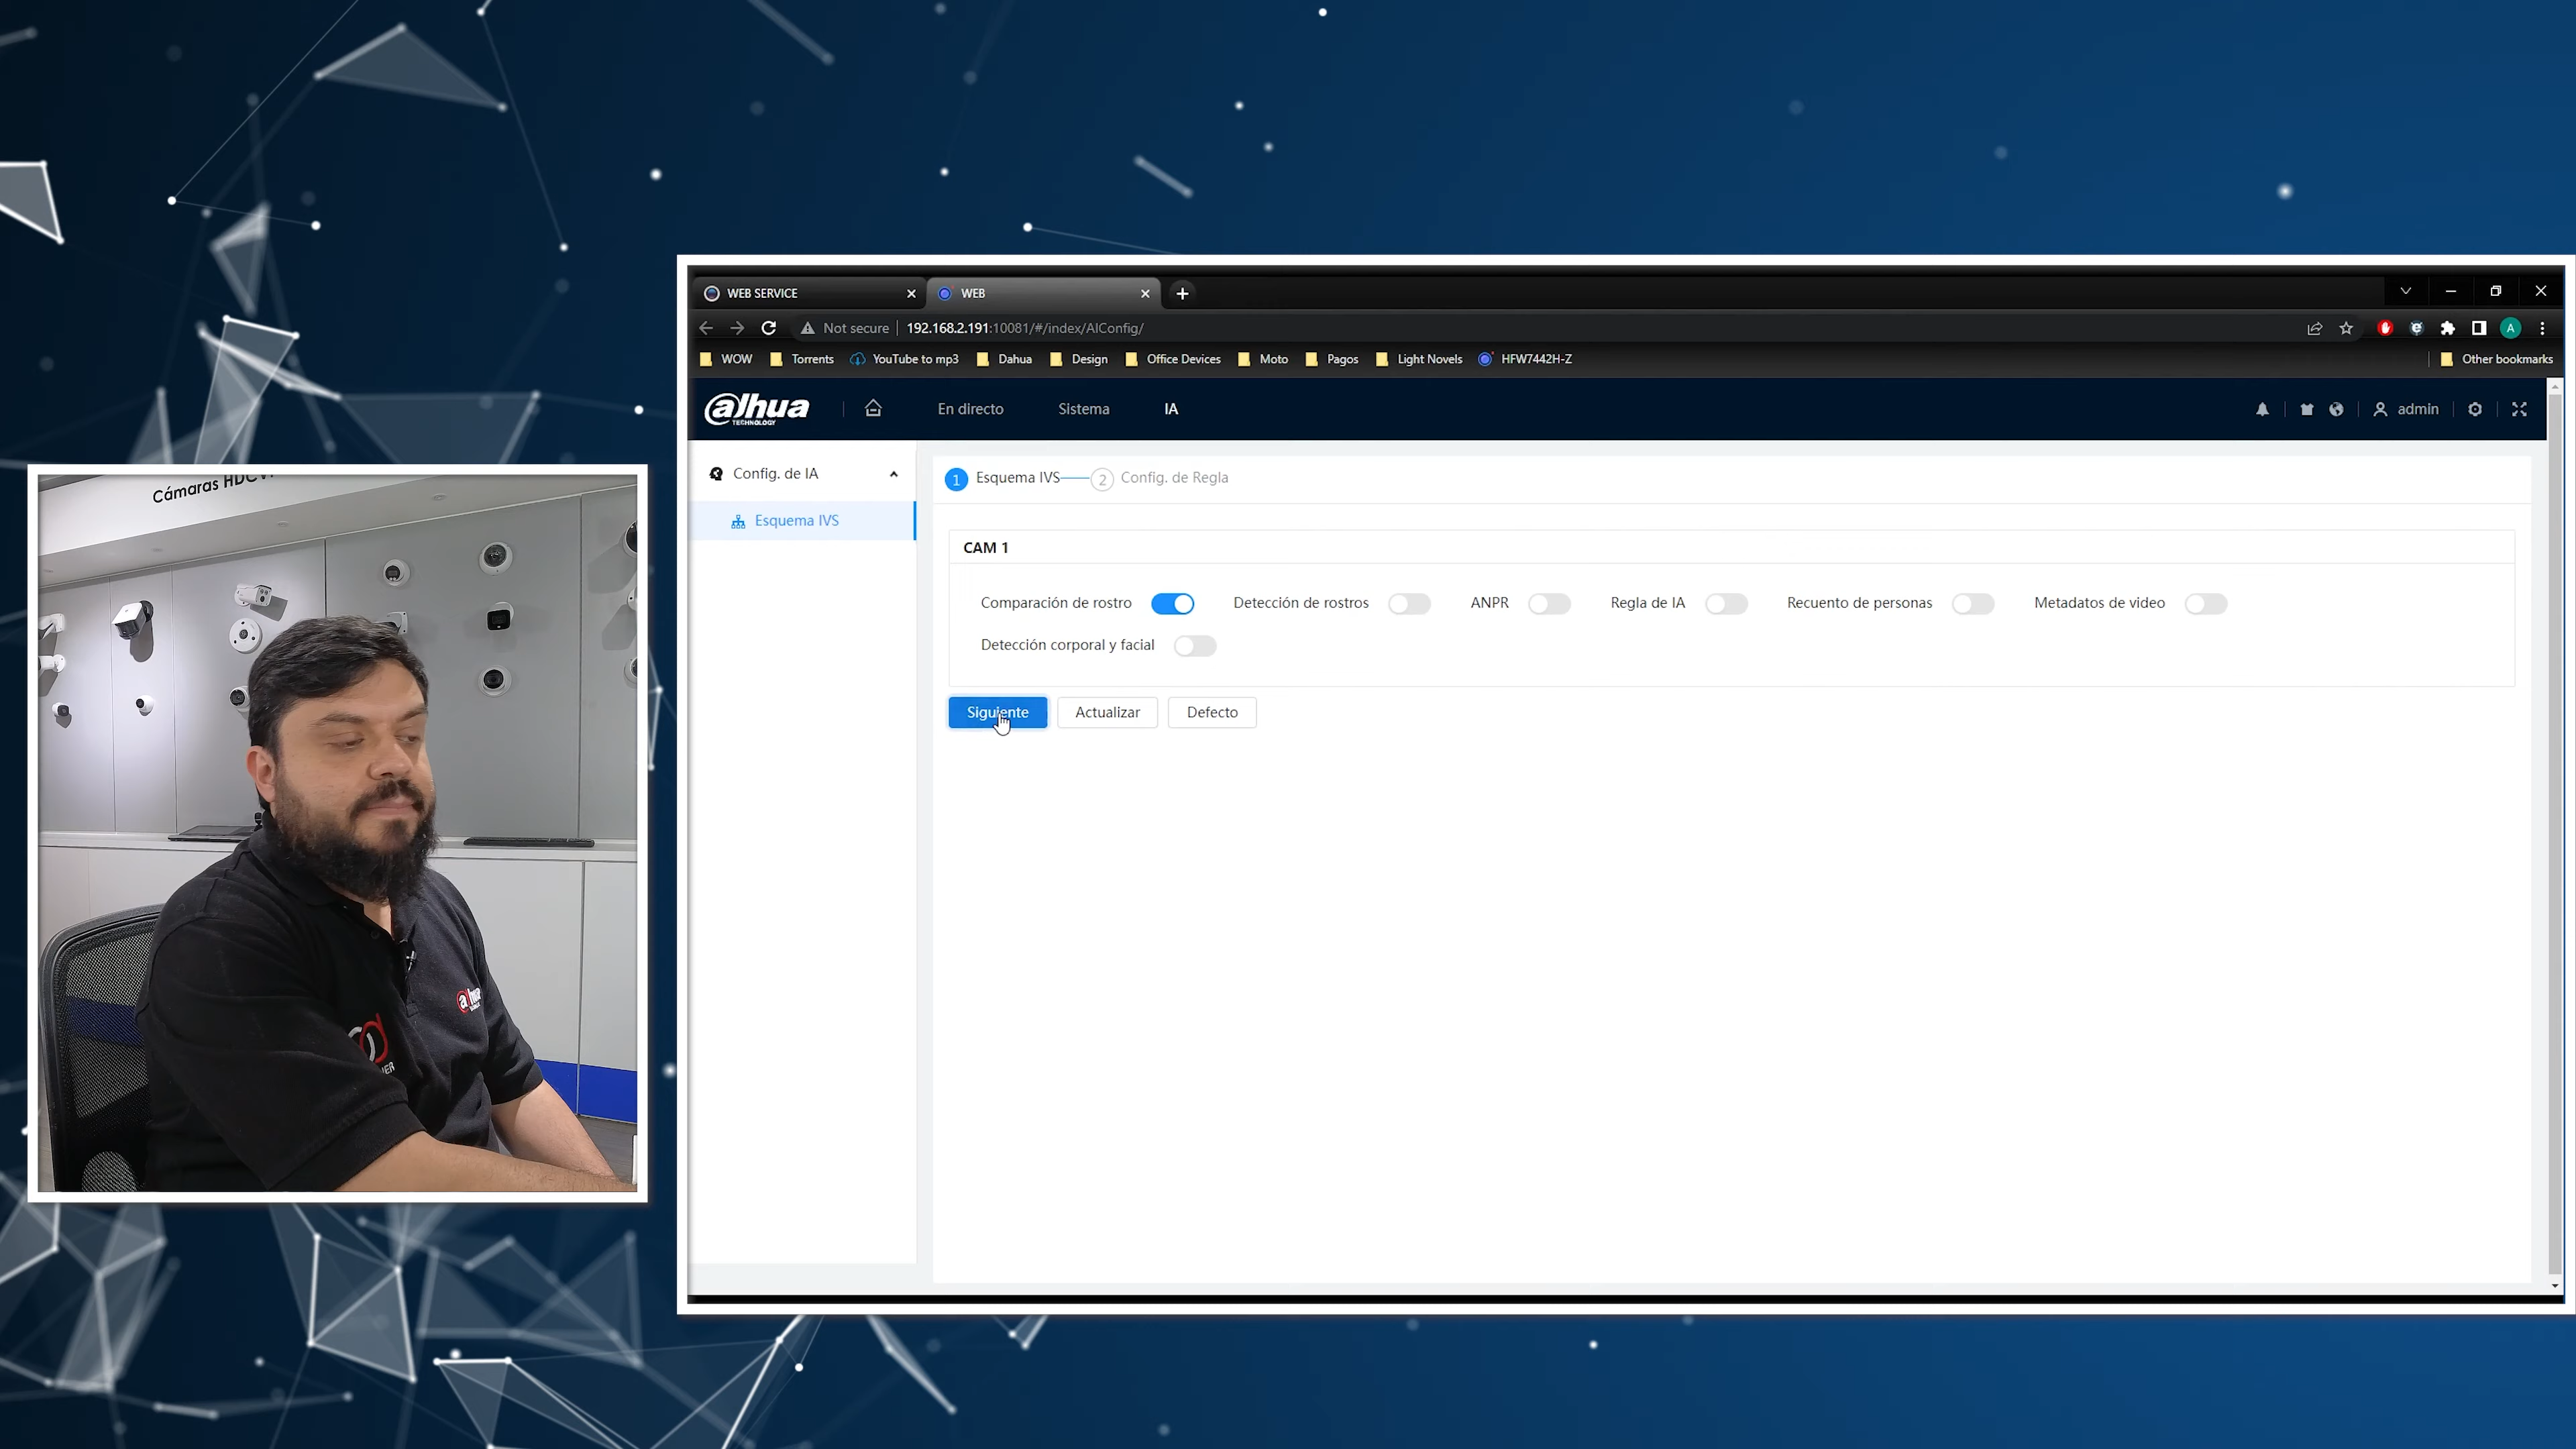 WEB SERVICE
WEB
Not secure
192.168.2.191:10081/#/index/AIConfig/
A
WOW
Torrents
YouTube to mp3
Dahua
Design
Office Devices
Moto
Pagos
Light Novels
HFW7442H-Z
Other bookmarks
alhua
TECHNOLOGY
En directo
Sistema
IA
admin
Config. de IA
Esquema IVS
1
Esquema IVS
2
Config. de Regla
CAM 1
Comparación de rostro
Detección de rostros
ANPR
Regla de IA
Recuento de personas
Metadatos de video
Detección corporal y facial
Siguiente
Actualizar
Defecto
Cámaras